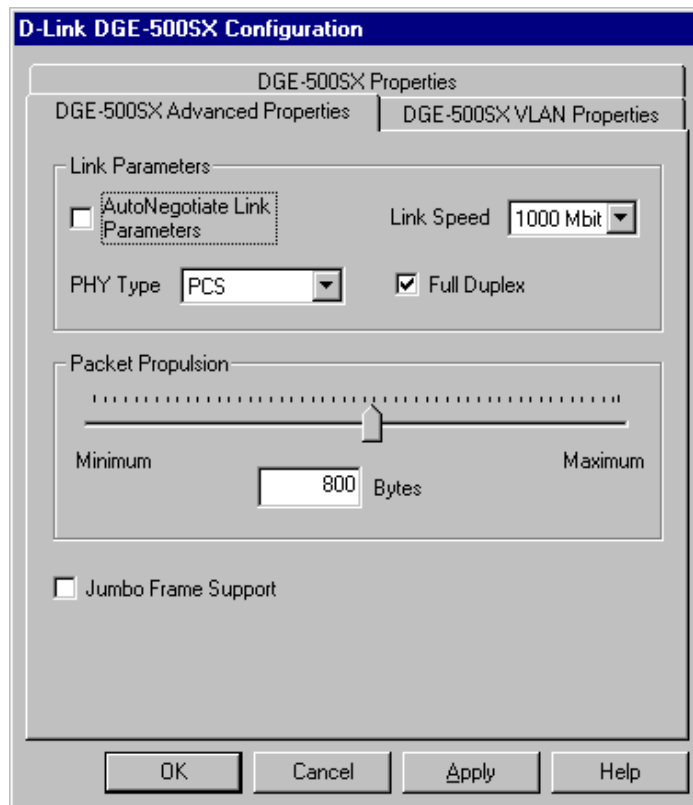 D-Link DGE-500SX Configuration
DGE-500SX Properties
DGE-500SX Advanced Properties
DGE-500SX VLAN Properties
Link Parameters
AutoNegotiate Link
Parameters
Link Speed
1000 Mbit
PHY Type
PCS
Full Duplex
Packet Propulsion
Minimum
Maximum
800
Bytes
Jumbo Frame Support
OK
Cancel
Apply
Help